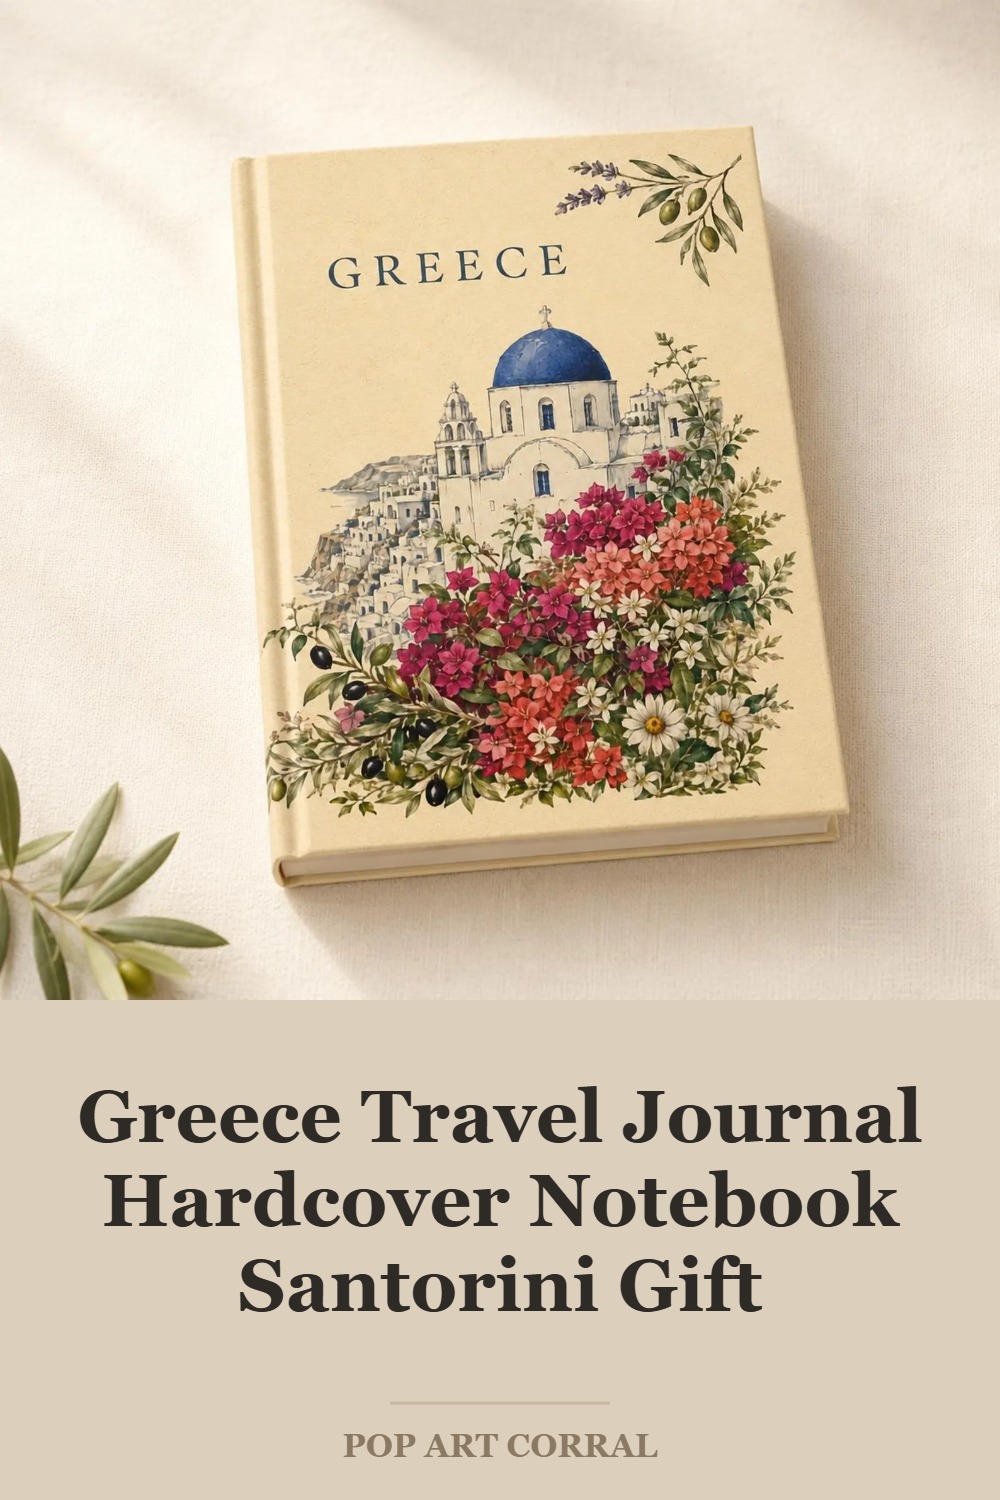 GREECE
Greece Travel Journal
Hardcover Notebook
Santorini Gift
POP ART CORRAL